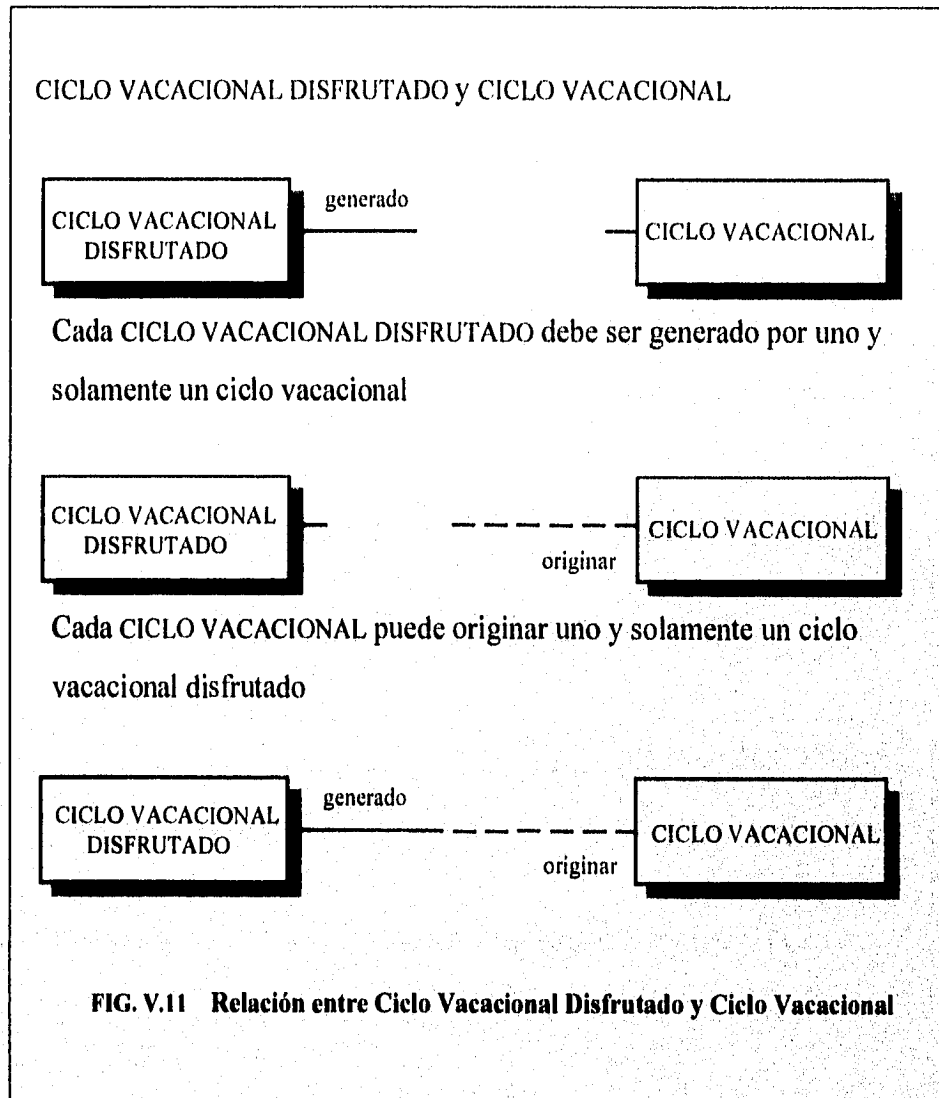 CICLO VACACIONAL DISFRUTADO y CICLO VACACIONAL
generado
CICLO VACACIONAL
DISFRUTADO
CICLO VACACIONAL
Cada CICLO VACACIONAL DISFRUTADO debe ser generado por uno y
solamente un ciclo vacacional
CICLO VACACIONAL
DISFRUTADO
CICLO VACACIONAL
originar
Cada CICLO VACACIONAL puede originar uno y solamente un ciclo
vacacional disfrutado
generado
CICLO VACACIONAL
DISFRUTADO
CICLO VACACIONAL
originar
FIG. V.11 Relación entre Ciclo Vacacional Disfrutado y Ciclo Vacacional